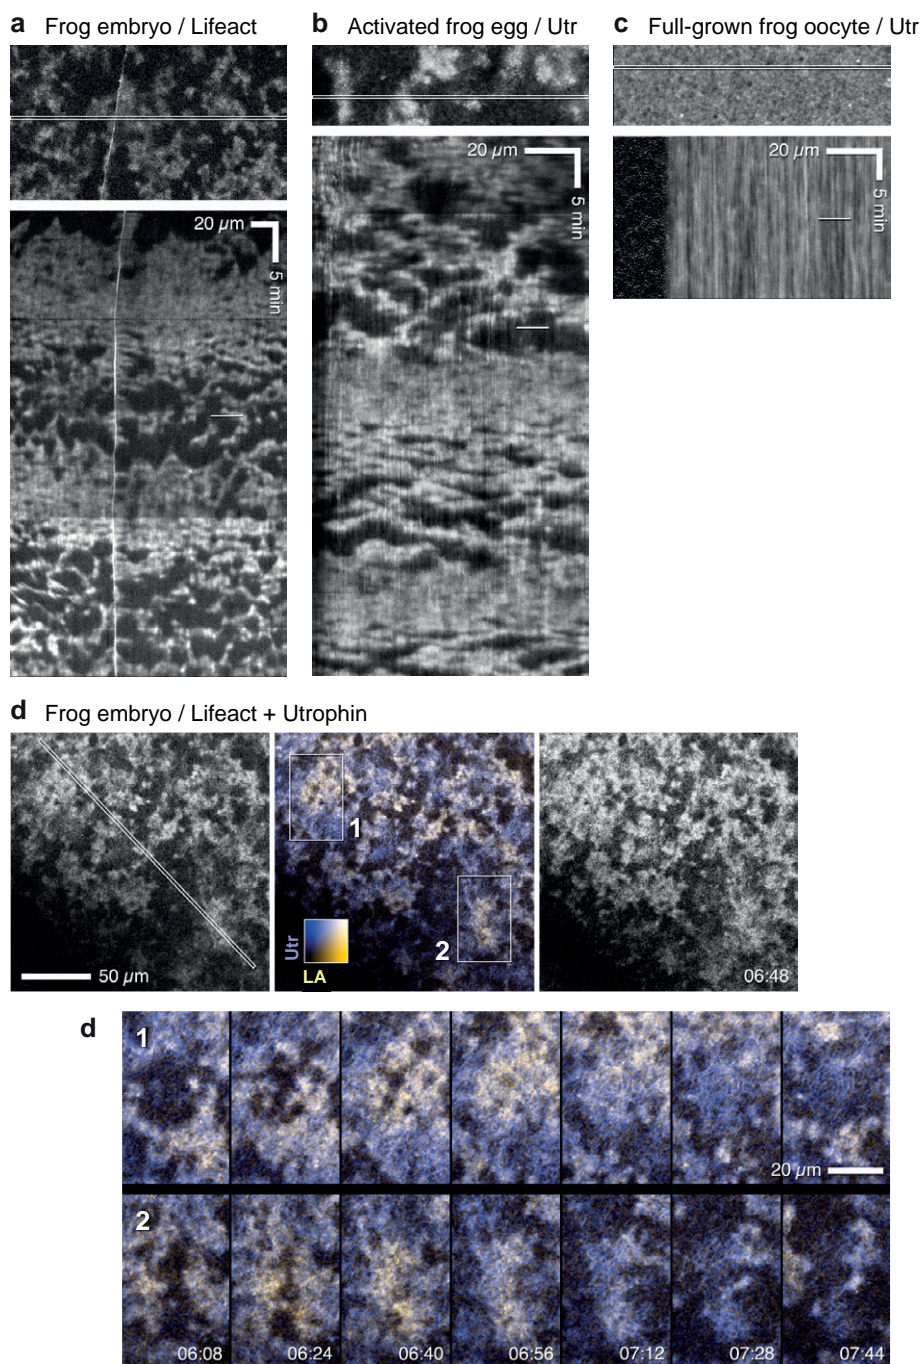 a Frog embryo / Lifeact
b Activated frog egg / Utr
c Full-grown frog oocyte / Utr
20 µm
5 min
20 µm
5 min
20 µm
5 min
d Frog embryo / Lifeact + Utrophin
50 µm
1
2
Utr
LA
06:48
d
1
20 µm
2
06:08 06:24 06:40 06:56 07:12 07:28 07:44